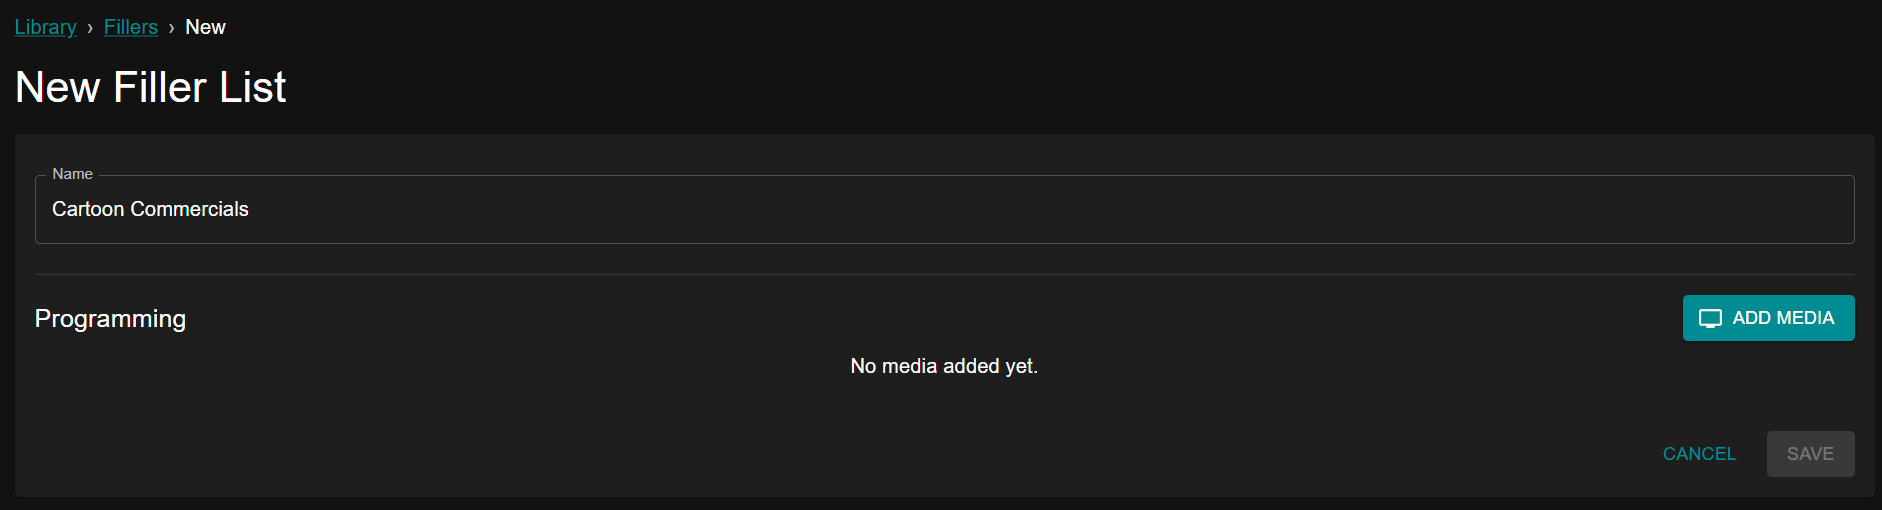 Library › Fillers › New
New Filler List
Name
Cartoon Commercials
Programming
ADD MEDIA
No media added yet.
CANCEL
SAVE